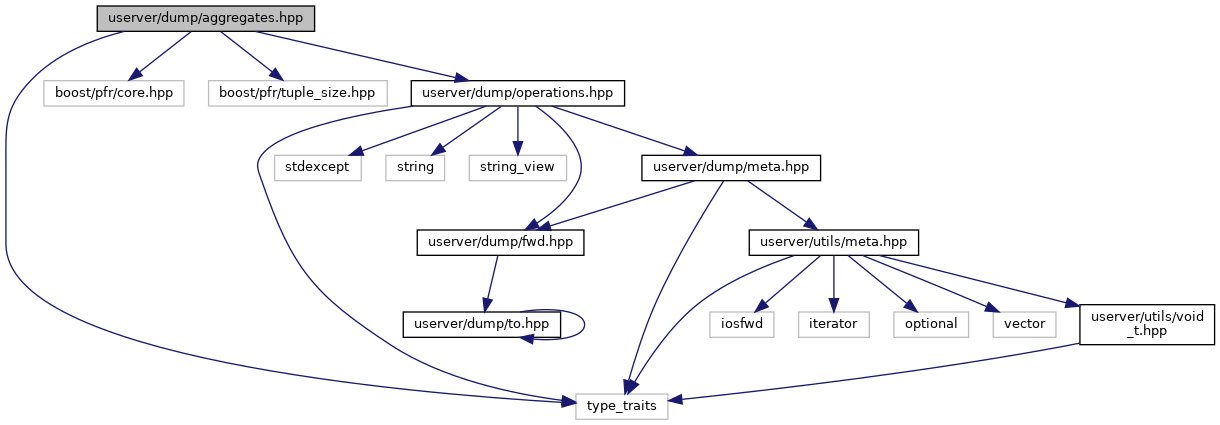 userver/dump/aggregates.hpp
boost/pfr/core.hpp
boost/pfr/tuple_size.hpp
userver/dump/operations.hpp
stdexcept
string
string_view
userver/dump/meta.hpp
userver/dump/fwd.hpp
userver/utils/meta.hpp
userver/dump/to.hpp
iosfwd
iterator
optional
vector
userver/utils/void
_t.hpp
type_traits